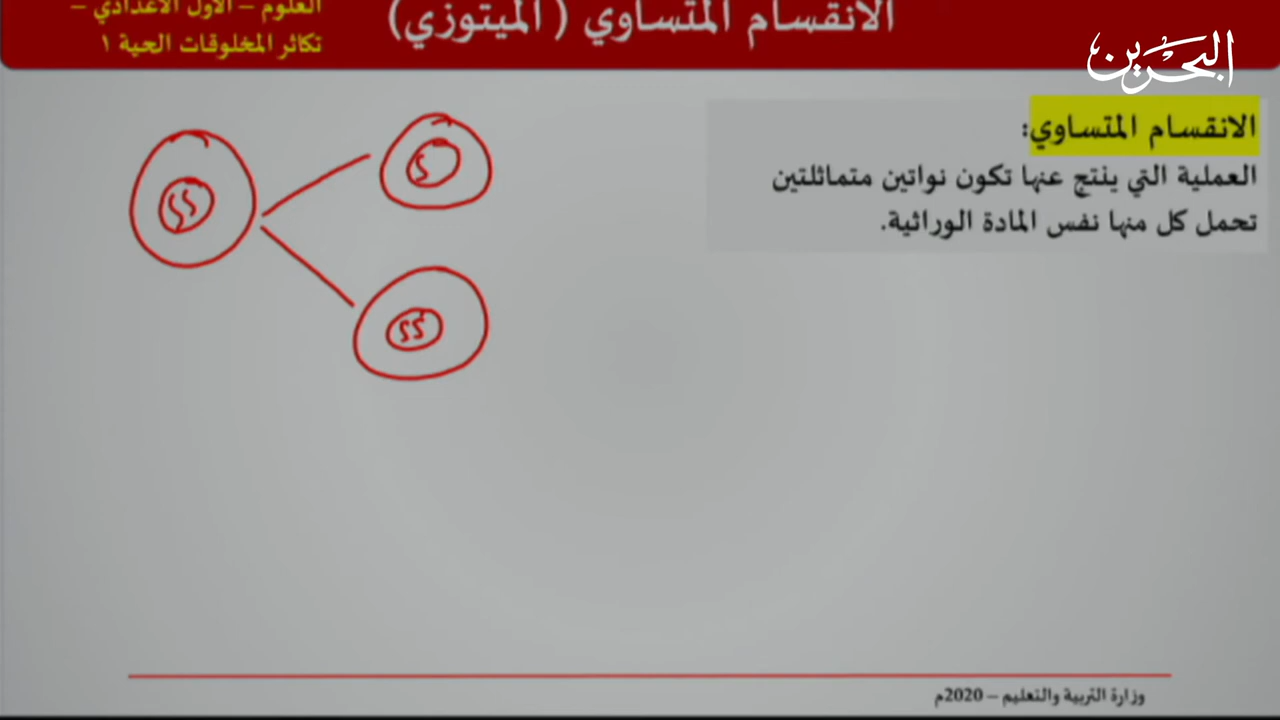 الانقسام المتساوي ( الميتوزي)
العلوم – الأول الاعدادي –
تكاثر المخلوقات الحية ١
البحرين
الانقسام المتساوي:
العملية التي ينتج عنها تكون نواتين متماثلتين
تحمل كل منها نفس المادة الوراثية.
وزارة التربية والتعليم – 2020م